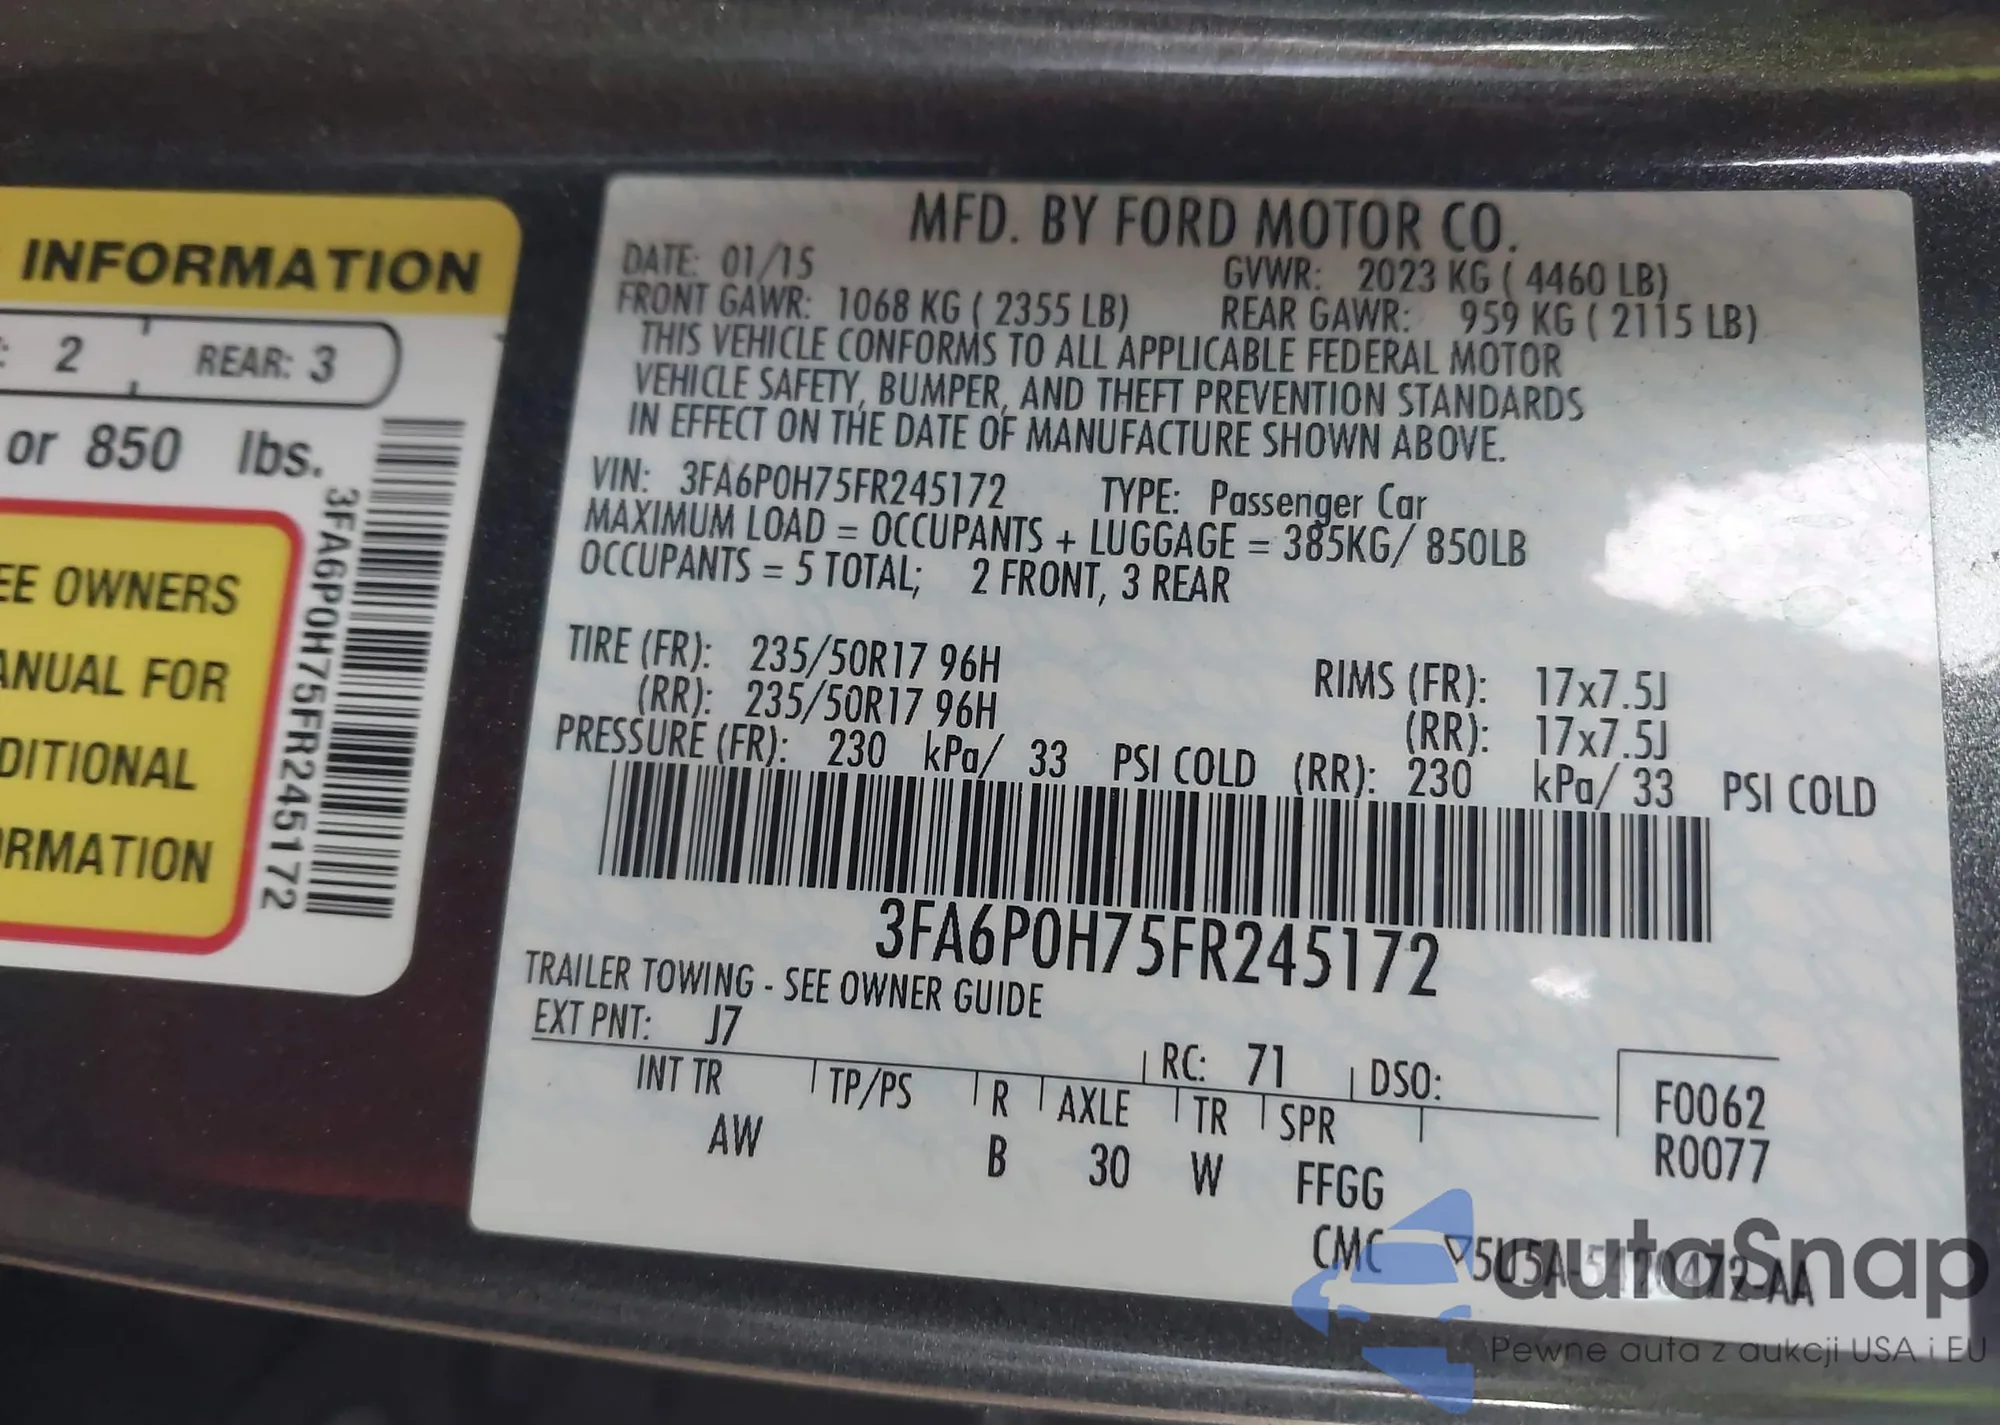 INFORMATION
: 2 REAR: 3
or 850 lbs.
EE OWNERS
ANUAL FOR
DITIONAL
RMATION
3FA6P0H75FR245172
MFD. BY FORD MOTOR CO.
DATE: 01/15 GVWR: 2023 KG ( 4460 LB)
FRONT GAWR: 1068 KG ( 2355 LB) REAR GAWR: 959 KG ( 2115 LB)
THIS VEHICLE CONFORMS TO ALL APPLICABLE FEDERAL MOTOR
VEHICLE SAFETY, BUMPER, AND THEFT PREVENTION STANDARDS
IN EFFECT ON THE DATE OF MANUFACTURE SHOWN ABOVE.
VIN: 3FA6P0H75FR245172 TYPE: Passenger Car
MAXIMUM LOAD = OCCUPANTS + LUGGAGE = 385KG/ 850LB
OCCUPANTS = 5 TOTAL; 2 FRONT, 3 REAR
TIRE (FR): 235/50R17 96H RIMS (FR): 17x7.5J
(RR): 235/50R17 96H (RR): 17x7.5J
PRESSURE (FR): 230 kPa/ 33 PSI COLD (RR): 230 kPa/ 33 PSI COLD
3FA6P0H75FR245172
TRAILER TOWING - SEE OWNER GUIDE
EXT PNT: J7 RC: 71 DSO:
INT TR TP/PS R AXLE TR SPR F0062
AW B 30 W FFGG R0077
CMC 5U5A-5420472-AA
autaSnap
Pewne auta z aukcji USA i EU